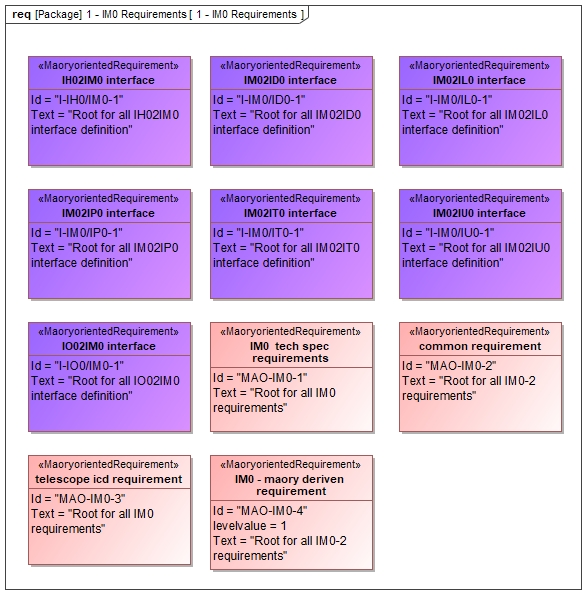 req [Package] 1 - IM0 Requirements [ 1 - IM0 Requirements ]
«MaoryorientedRequirement»
IH02IM0 interface
Id = "I-IH0/IM0-1"
Text = "Root for all IH02IM0
interface definition"
«MaoryorientedRequirement»
IM02ID0 interface
Id = "I-IM0/ID0-1"
Text = "Root for all IM02ID0
interface definition"
«MaoryorientedRequirement»
IM02IL0 interface
Id = "I-IM0/IL0-1"
Text = "Root for all IM02IL0
interface definition"
«MaoryorientedRequirement»
IM02IP0 interface
Id = "I-IM0/IP0-1"
Text = "Root for all IM02IP0
interface definition"
«MaoryorientedRequirement»
IM02IT0 interface
Id = "I-IM0/IT0-1"
Text = "Root for all IM02IT0
interface definition"
«MaoryorientedRequirement»
IM02IU0 interface
Id = "I-IM0/IU0-1"
Text = "Root for all IM02IU0
interface definition"
«MaoryorientedRequirement»
IO02IM0 interface
Id = "I-IO0/IM0-1"
Text = "Root for all IO02IM0
interface definition"
«MaoryorientedRequirement»
IM0 tech spec
requirements
Id = "MAO-IM0-1"
Text = "Root for all IM0
requirements"
«MaoryorientedRequirement»
common requirement
Id = "MAO-IM0-2"
Text = "Root for all IM0-2
requirements"
«MaoryorientedRequirement»
telescope icd requirement
Id = "MAO-IM0-3"
Text = "Root for all IM0
requirements"
«MaoryorientedRequirement»
IM0 - maory deriven
requirement
Id = "MAO-IM0-4"
levelvalue = 1
Text = "Root for all IM0-2
requirements"